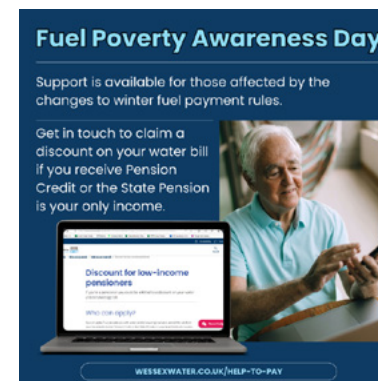 Fuel Poverty Awareness Day
Support is available for those affected by the
changes to winter fuel payment rules.
Get in touch to claim a
discount on your water bill
if you receive Pension
Credit or the State Pension
is your only income.
Discount for low-income
pensioners
Who can apply?
WESSEXWATER.CO.UK/HELP-TO-PAY